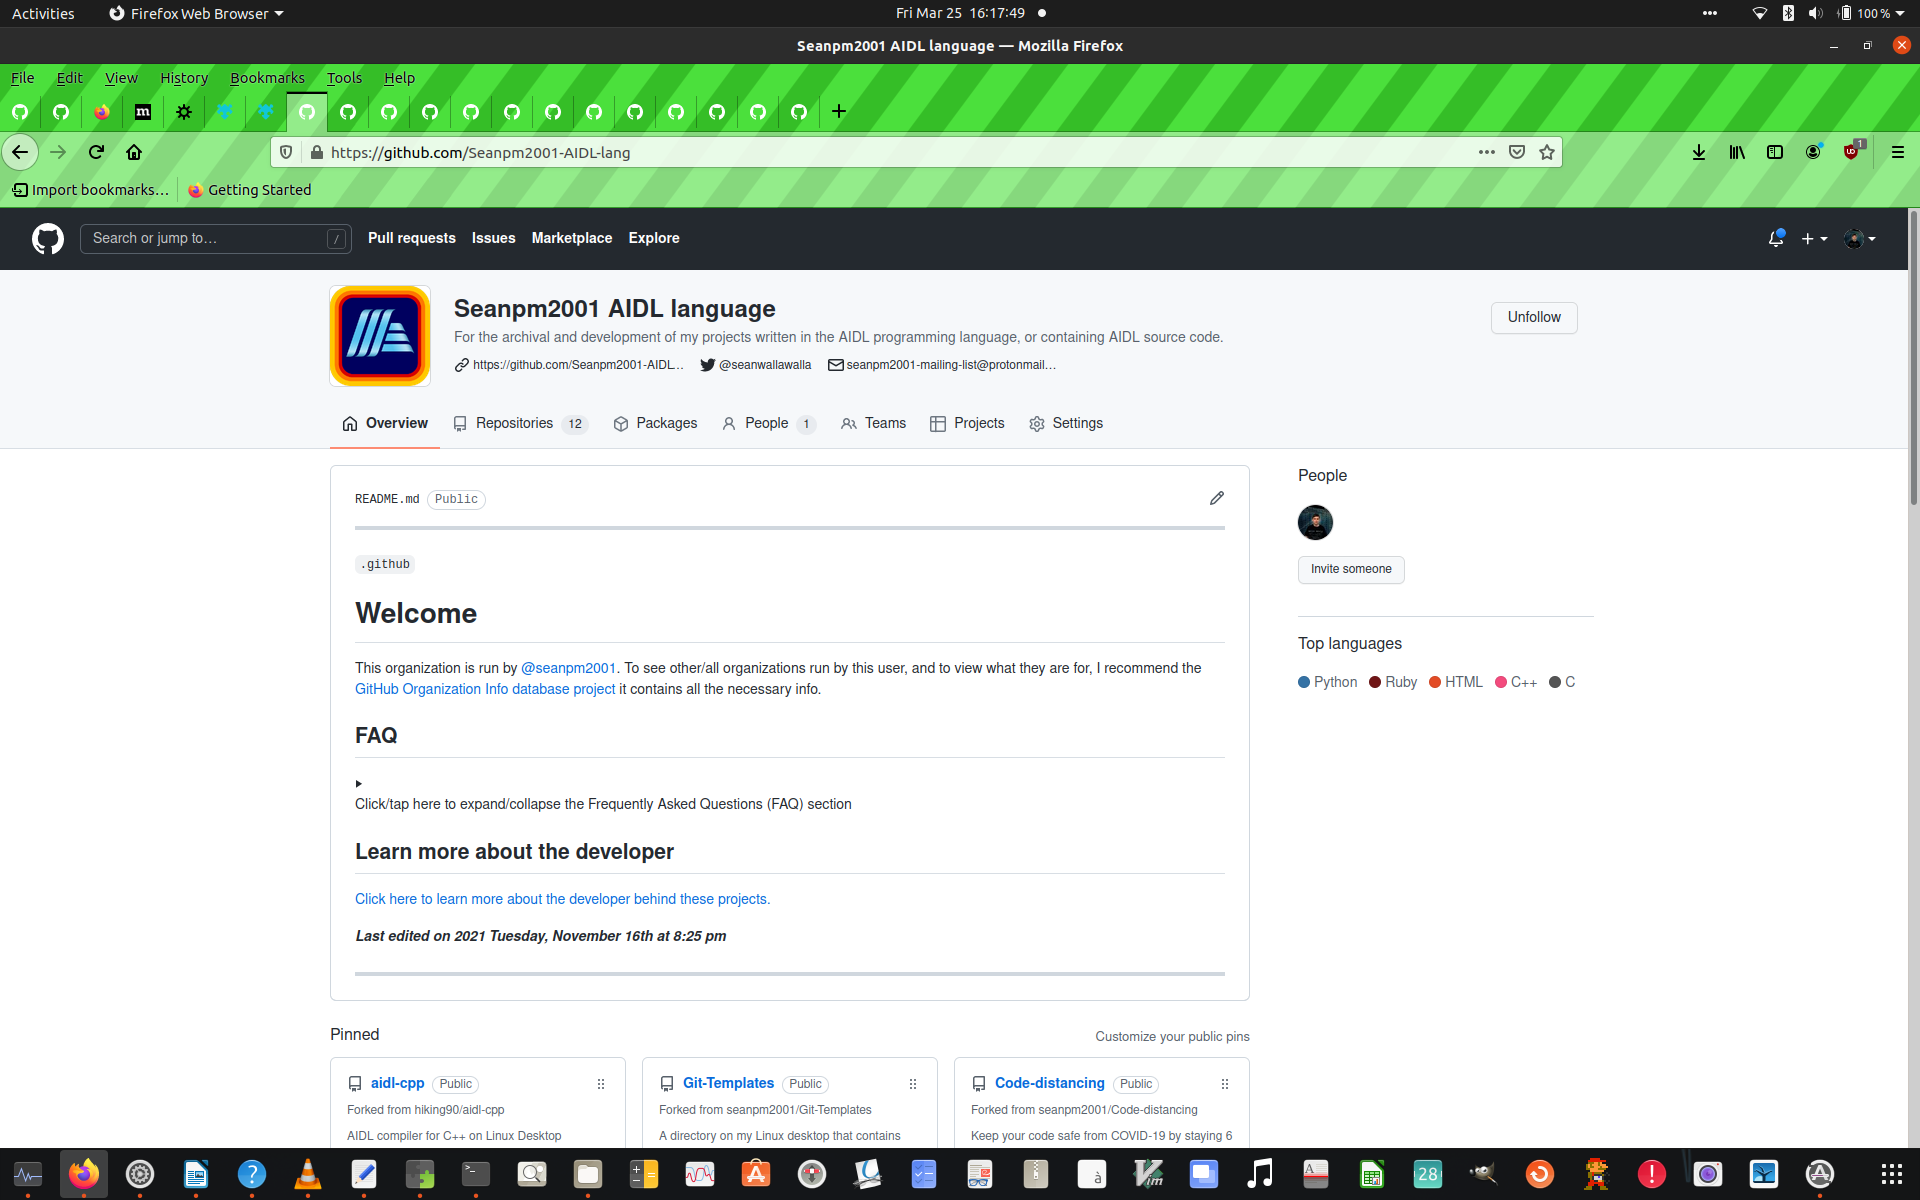 Activities
Firefox Web Browser
Fri Mar 25 16:17:49
100 %
Seanpm2001 AIDL language — Mozilla Firefox
File Edit View History Bookmarks Tools Help
https://github.com/Seanpm2001-AIDL-lang
1
Import bookmarks…
Getting Started
Search or jump to…
/
Pull requests Issues Marketplace Explore
Seanpm2001 AIDL language
For the archival and development of my projects written in the AIDL programming language, or containing AIDL source code.
https://github.com/Seanpm2001-AIDL…
@seanwallawalla
seanpm2001-mailing-list@protonmail…
Unfollow
Overview
Repositories 12
Packages
People 1
Teams
Projects
Settings
README.md Public
.github
Welcome
This organization is run by @seanpm2001. To see other/all organizations run by this user, and to view what they are for, I recommend the
GitHub Organization Info database project it contains all the necessary info.
FAQ
Click/tap here to expand/collapse the Frequently Asked Questions (FAQ) section
Learn more about the developer
Click here to learn more about the developer behind these projects.
Last edited on 2021 Tuesday, November 16th at 8:25 pm
People
Invite someone
Top languages
Python Ruby HTML C++ C
Pinned
Customize your public pins
aidl-cpp Public
Forked from hiking90/aidl-cpp
AIDL compiler for C++ on Linux Desktop
Git-Templates Public
Forked from seanpm2001/Git-Templates
A directory on my Linux desktop that contains
Code-distancing Public
Forked from seanpm2001/Code-distancing
Keep your code safe from COVID-19 by staying 6
28